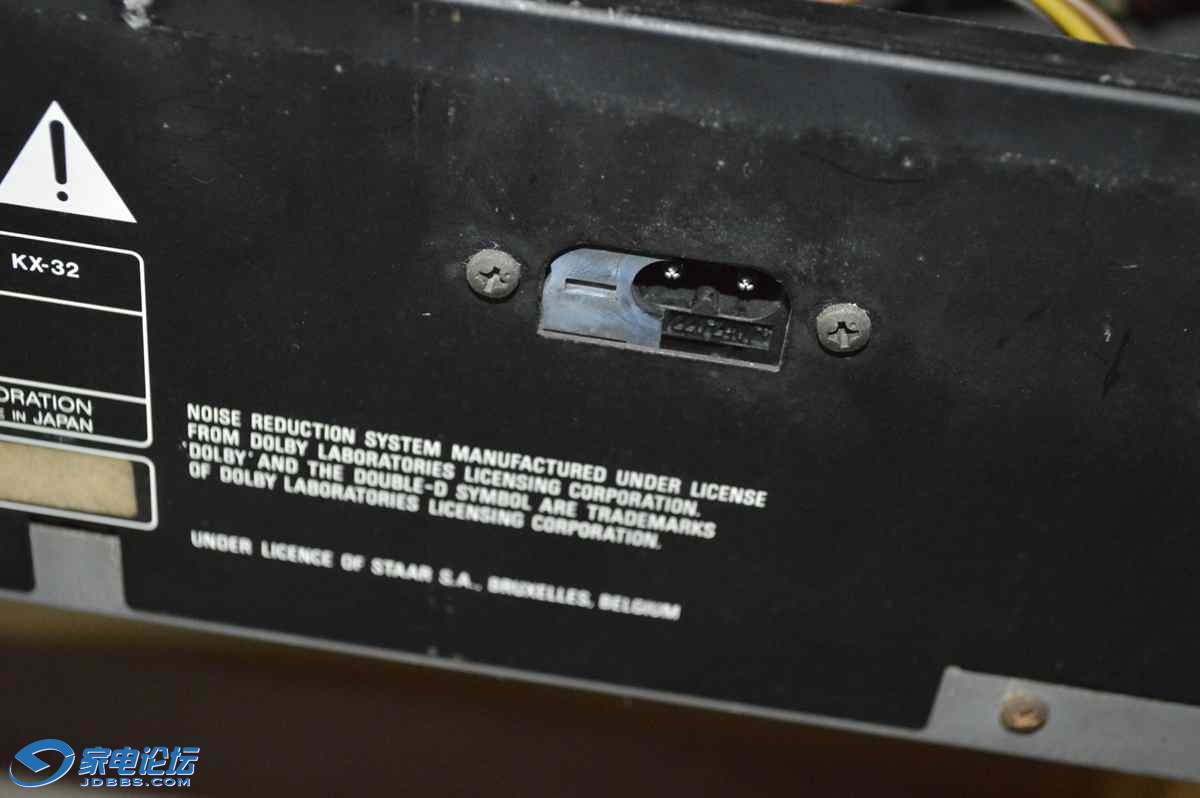 KX-32
ORATION
E IN JAPAN
NOISE REDUCTION SYSTEM MANUFACTURED UNDER LICENSE
FROM DOLBY LABORATORIES LICENSING CORPORATION.
'DOLBY' AND THE DOUBLE-D SYMBOL ARE TRADEMARKS
OF DOLBY LABORATORIES LICENSING CORPORATION.
UNDER LICENCE OF STAAR S.A., BRUXELLES, BELGIUM
家电论坛
JDBBS.COM